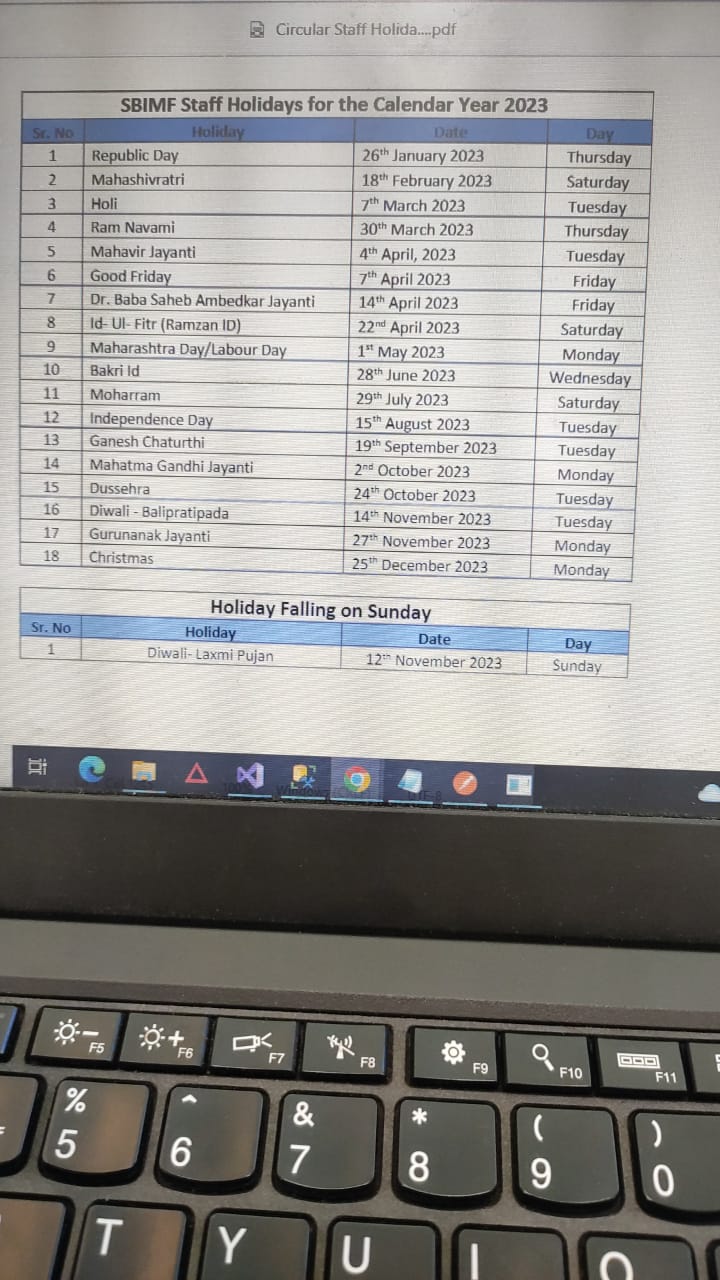 Circular Staff Holida....pdf
SBIMF Staff Holidays for the Calendar Year 2023
Sr. No Holiday Date Day
1 Republic Day 26th January 2023 Thursday
2 Mahashivratri 18th February 2023 Saturday
3 Holi 7th March 2023 Tuesday
4 Ram Navami 30th March 2023 Thursday
5 Mahavir Jayanti 4th April, 2023 Tuesday
6 Good Friday 7th April 2023 Friday
7 Dr. Baba Saheb Ambedkar Jayanti 14th April 2023 Friday
8 Id- Ul- Fitr (Ramzan ID) 22nd April 2023 Saturday
9 Maharashtra Day/Labour Day 1st May 2023 Monday
10 Bakri Id 28th June 2023 Wednesday
11 Moharram 29th July 2023 Saturday
12 Independence Day 15th August 2023 Tuesday
13 Ganesh Chaturthi 19th September 2023 Tuesday
14 Mahatma Gandhi Jayanti 2nd October 2023 Monday
15 Dussehra 24th October 2023 Tuesday
16 Diwali - Balipratipada 14th November 2023 Tuesday
17 Gurunanak Jayanti 27th November 2023 Monday
18 Christmas 25th December 2023 Monday
Holiday Falling on Sunday
Sr. No Holiday Date Day
1 Diwali- Laxmi Pujan 12th November 2023 Sunday
F5 F6 F7 F8 F9 F10 F11
% ^ & * ( )
5 6 7 8 9 0
T Y U I O